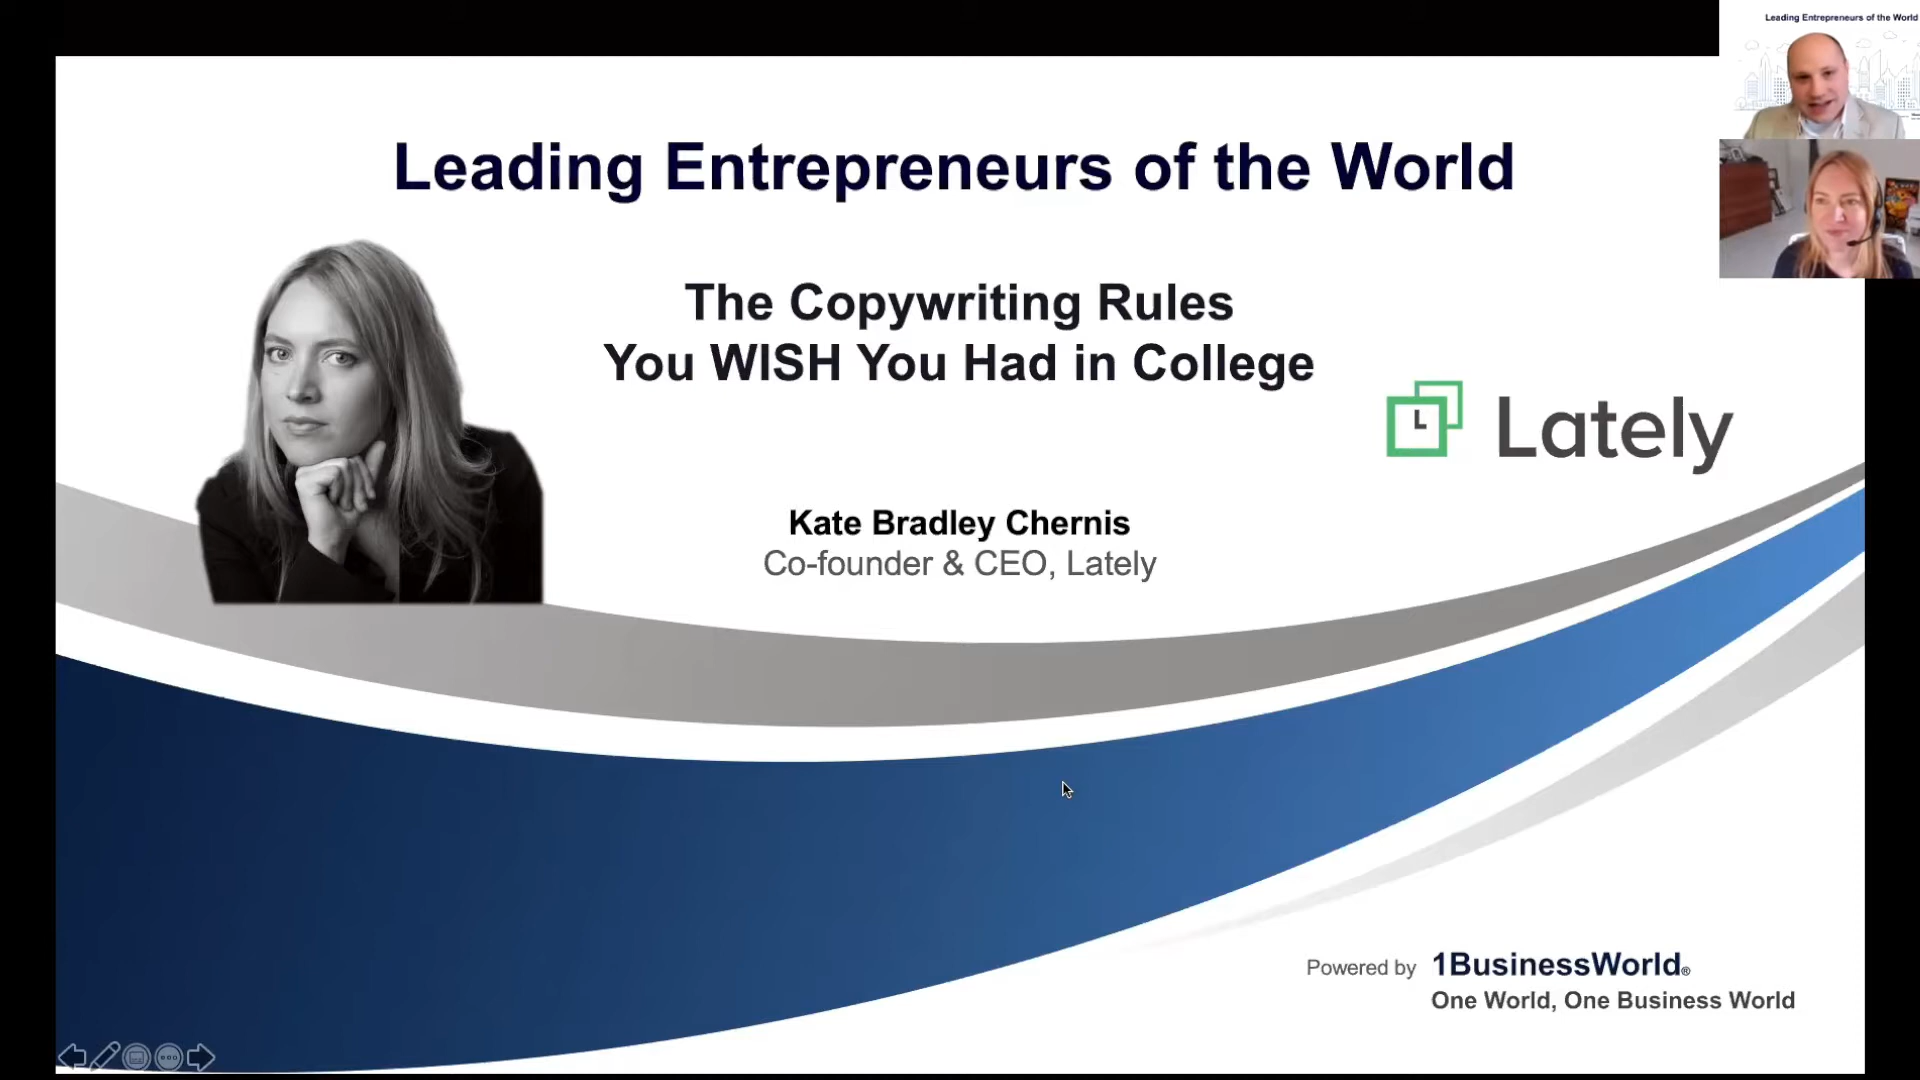 Leading Entrepreneurs of the World
Leading Entrepreneurs of the World
The Copywriting Rules
You WISH You Had in College
Lately
Kate Bradley Chernis
Co-founder & CEO, Lately
Powered by 1BusinessWorld®
One World, One Business World